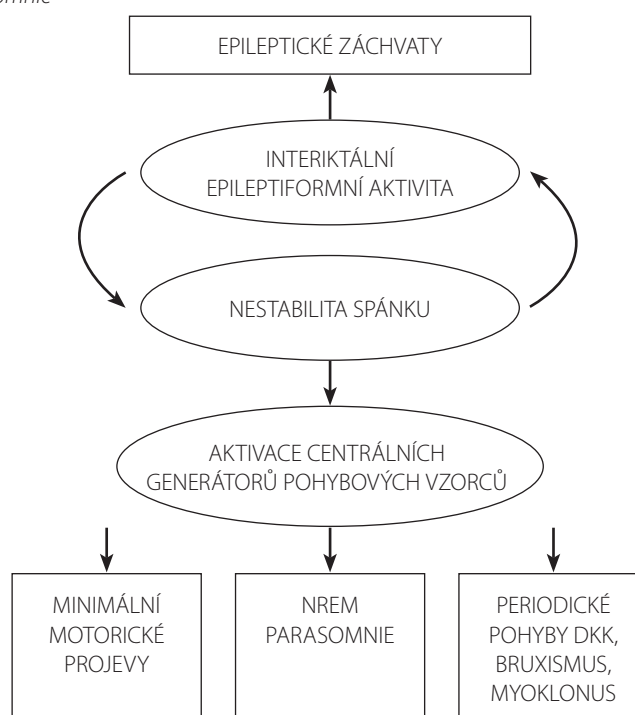 EPILEPTICKÉ ZÁCHVATY
INTERIKTÁLNÍ
EPILEPTIFORMNÍ AKTIVITA
NESTABILITA SPÁNKU
AKTIVACE CENTRÁLNÍCH
GENERÁTORŮ POHYBOVÝCH VZORCŮ
MINIMÁLNÍ
MOTORICKÉ
PROJEVY
NREM
PARASOMNIE
PERIODICKÉ
POHYBY DKK,
BRUXISMUS,
MYOKLONUS